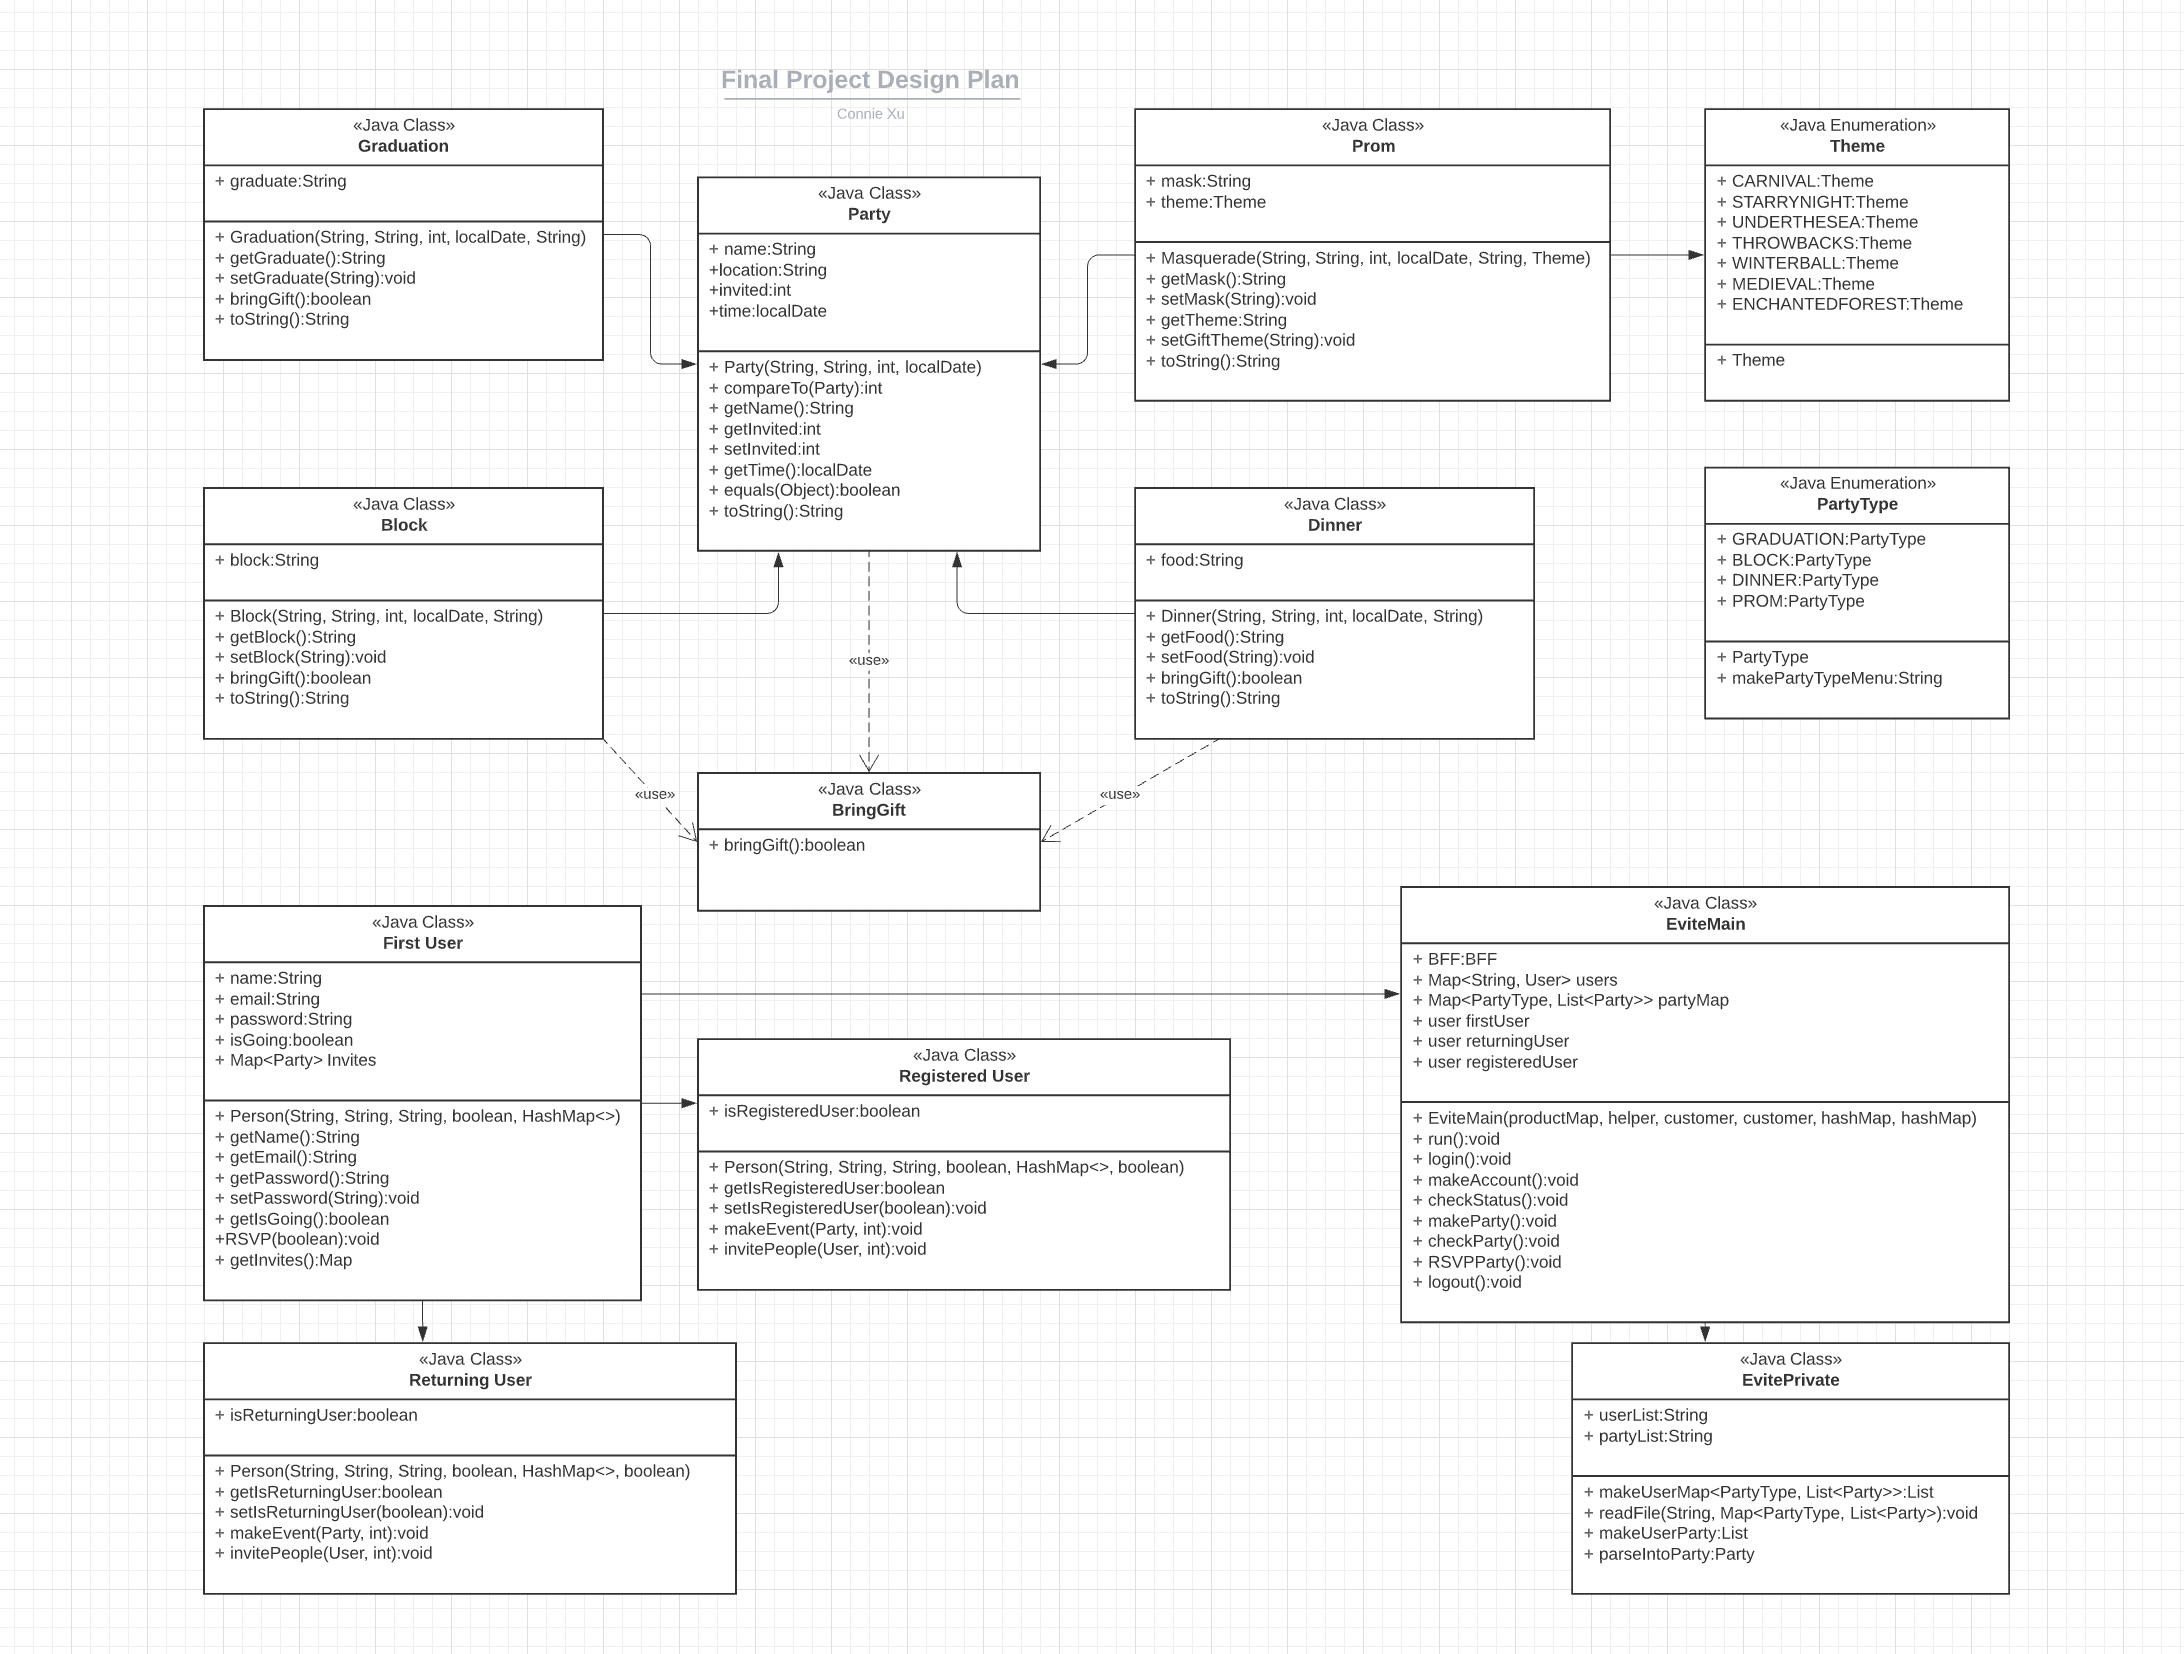 Final Project Design Plan
Connie Xu
«Java Class»
Graduation
+ graduate:String
+ Graduation(String, String, int, localDate, String)
+ getGraduate():String
+ setGraduate(String):void
+ bringGift():boolean
+ toString():String
«Java Class»
Party
+ name:String
+location:String
+invited:int
+time:localDate
+ Party(String, String, int, localDate)
+ compareTo(Party):int
+ getName():String
+ getInvited:int
+ setInvited:int
+ getTime():localDate
+ equals(Object):boolean
+ toString():String
«Java Class»
Prom
+ mask:String
+ theme:Theme
+ Masquerade(String, String, int, localDate, String, Theme)
+ getMask():String
+ setMask(String):void
+ getTheme:String
+ setGiftTheme(String):void
+ toString():String
«Java Enumeration»
Theme
+ CARNIVAL:Theme
+ STARRYNIGHT:Theme
+ UNDERTHESEA:Theme
+ THROWBACKS:Theme
+ WINTERBALL:Theme
+ MEDIEVAL:Theme
+ ENCHANTEDFOREST:Theme
+ Theme
«Java Class»
Block
+ block:String
+ Block(String, String, int, localDate, String)
+ getBlock():String
+ setBlock(String):void
+ bringGift():boolean
+ toString():String
«Java Class»
Dinner
+ food:String
+ Dinner(String, String, int, localDate, String)
+ getFood():String
+ setFood(String):void
+ bringGift():boolean
+ toString():String
«Java Enumeration»
PartyType
+ GRADUATION:PartyType
+ BLOCK:PartyType
+ DINNER:PartyType
+ PROM:PartyType
+ PartyType
+ makePartyTypeMenu:String
«use»
«use»
«use»
«Java Class»
BringGift
+ bringGift():boolean
«Java Class»
First User
+ name:String
+ email:String
+ password:String
+ isGoing:boolean
+ Map<Party> Invites
+ Person(String, String, String, boolean, HashMap<>)
+ getName():String
+ getEmail():String
+ getPassword():String
+ setPassword(String):void
+ getIsGoing():boolean
+RSVP(boolean):void
+ getInvites():Map
«Java Class»
Registered User
+ isRegisteredUser:boolean
+ Person(String, String, String, boolean, HashMap<>, boolean)
+ getIsRegisteredUser:boolean
+ setIsRegisteredUser(boolean):void
+ makeEvent(Party, int):void
+ invitePeople(User, int):void
«Java Class»
EviteMain
+ BFF:BFF
+ Map<String, User> users
+ Map<PartyType, List<Party>> partyMap
+ user firstUser
+ user returningUser
+ user registeredUser
+ EviteMain(productMap, helper, customer, customer, hashMap, hashMap)
+ run():void
+ login():void
+ makeAccount():void
+ checkStatus():void
+ makeParty():void
+ checkParty():void
+ RSVPParty():void
+ logout():void
«Java Class»
Returning User
+ isReturningUser:boolean
+ Person(String, String, String, boolean, HashMap<>, boolean)
+ getIsReturningUser:boolean
+ setIsReturningUser(boolean):void
+ makeEvent(Party, int):void
+ invitePeople(User, int):void
«Java Class»
EvitePrivate
+ userList:String
+ partyList:String
+ makeUserMap<PartyType, List<Party>>:List
+ readFile(String, Map<PartyType, List<Party>):void
+ makeUserParty:List
+ parseIntoParty:Party